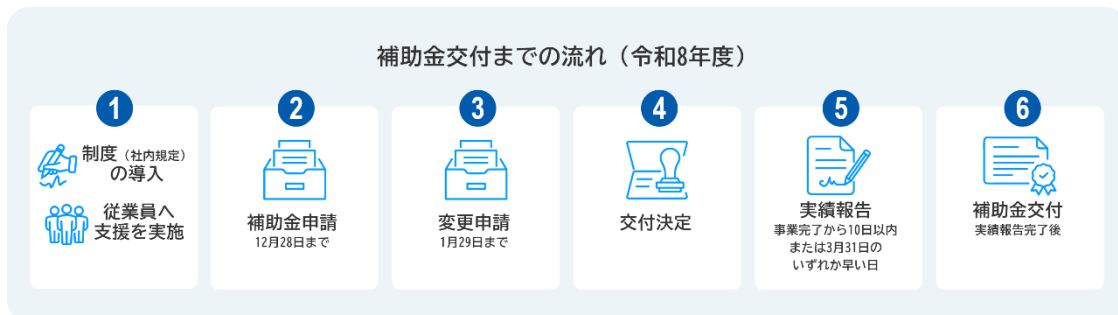 補助金交付までの流れ（令和8年度）
1
制度（社内規定）
の導入
従業員へ
支援を実施
2
補助金申請
12月28日まで
3
変更申請
1月29日まで
4
交付決定
5
実績報告
事業完了から10日以内
または3月31日の
いずれか早い日
6
補助金交付
実績報告完了後